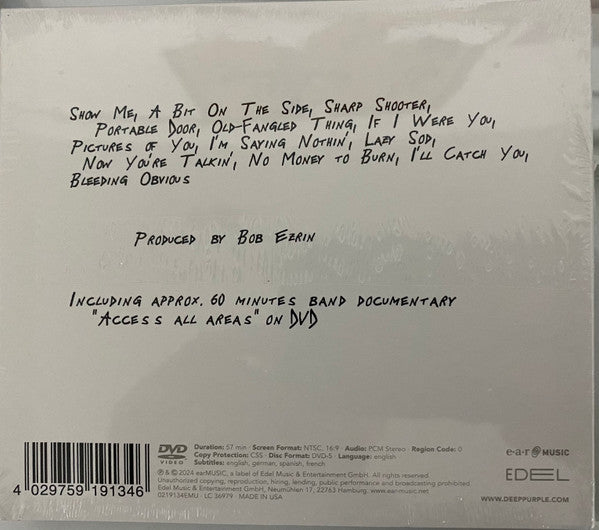 Show Me, A Bit On The Side, Sharp Shooter,
Portable Door, Old-Fangled Thing, If I Were You,
Pictures of You, I'm Saying Nothin', Lazy Sod,
Now You're Talkin', No Money to Burn, I'll Catch You,
Bleeding Obvious
Produced by Bob Ezrin
Including approx. 60 minutes band documentary
"Access all areas" on DVD
4 029759 191346
DVD
VIDEO
Duration: 57 min · Screen Format: NTSC, 16:9 · Audio: PCM Stereo · Region Code: 0
Copy Protection: CSS · Disc Format: DVD-5 · Language: english
Subtitles: english, german, spanish, french
℗ & © 2024 earMUSIC, a label of Edel Music & Entertainment GmbH. All rights reserved.
Unauthorized copying, reproduction, hiring, lending, public performance and broadcasting prohibited
Edel Music & Entertainment GmbH, Neumühlen 17, 22763 Hamburg. www.ear-music.net
0219134EMU · LC 36979 · MADE IN USA
e·a·r MUSIC
EDEL
WWW.DEEPPURPLE.COM